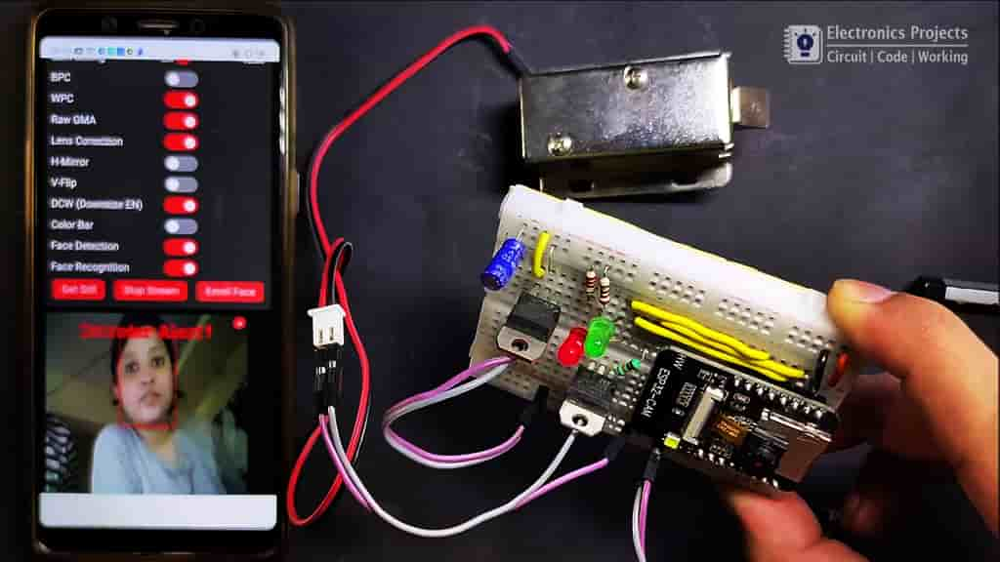 BPC
WPC
Raw GMA
Lens Correction
H-Mirror
V-Flip
DCW (Downsize EN)
Color Bar
Face Detection
Face Recognition
Get Still
Stop Stream
Enroll Face
Intruder Alert!
Electronics Projects
Circuit | Code | Working
ESP32-CAM